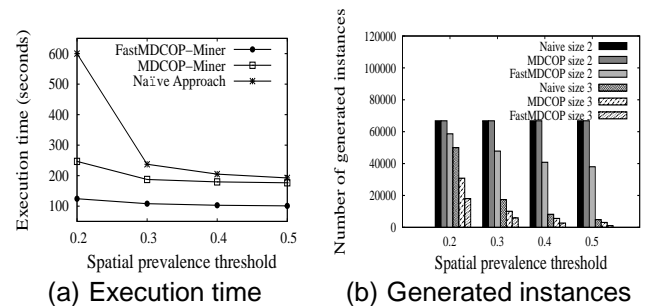 FastMDCOP-Miner
MDCOP-Miner
Naïve Approach
Execution time (seconds)
600
500
400
300
200
100
0.2 0.3 0.4 0.5
Spatial prevalence threshold
(a) Execution time
Naive size 2
MDCOP size 2
FastMDCOP size 2
Naive size 3
MDCOP size 3
FastMDCOP size 3
Number of generated instances
120000
100000
80000
60000
40000
20000
0
0.2 0.3 0.4 0.5
Spatial prevalence threshold
(b) Generated instances